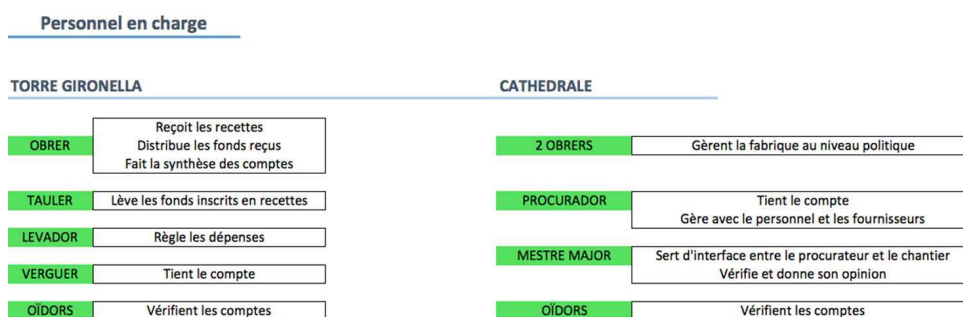 Personnel en charge
TORRE GIRONELLA
OBRER
Reçoit les recettes
Distribue les fonds reçus
Fait la synthèse des comptes
TAULER
Lève les fonds inscrits en recettes
LEVADOR
Règle les dépenses
VERGUER
Tient le compte
OÏDORS
Vérifient les comptes
CATHEDRALE
2 OBRERS
Gèrent la fabrique au niveau politique
PROCURADOR
Tient le compte
Gère avec le personnel et les fournisseurs
MESTRE MAJOR
Sert d'interface entre le procurateur et le chantier
Vérifie et donne son opinion
OÏDORS
Vérifient les comptes